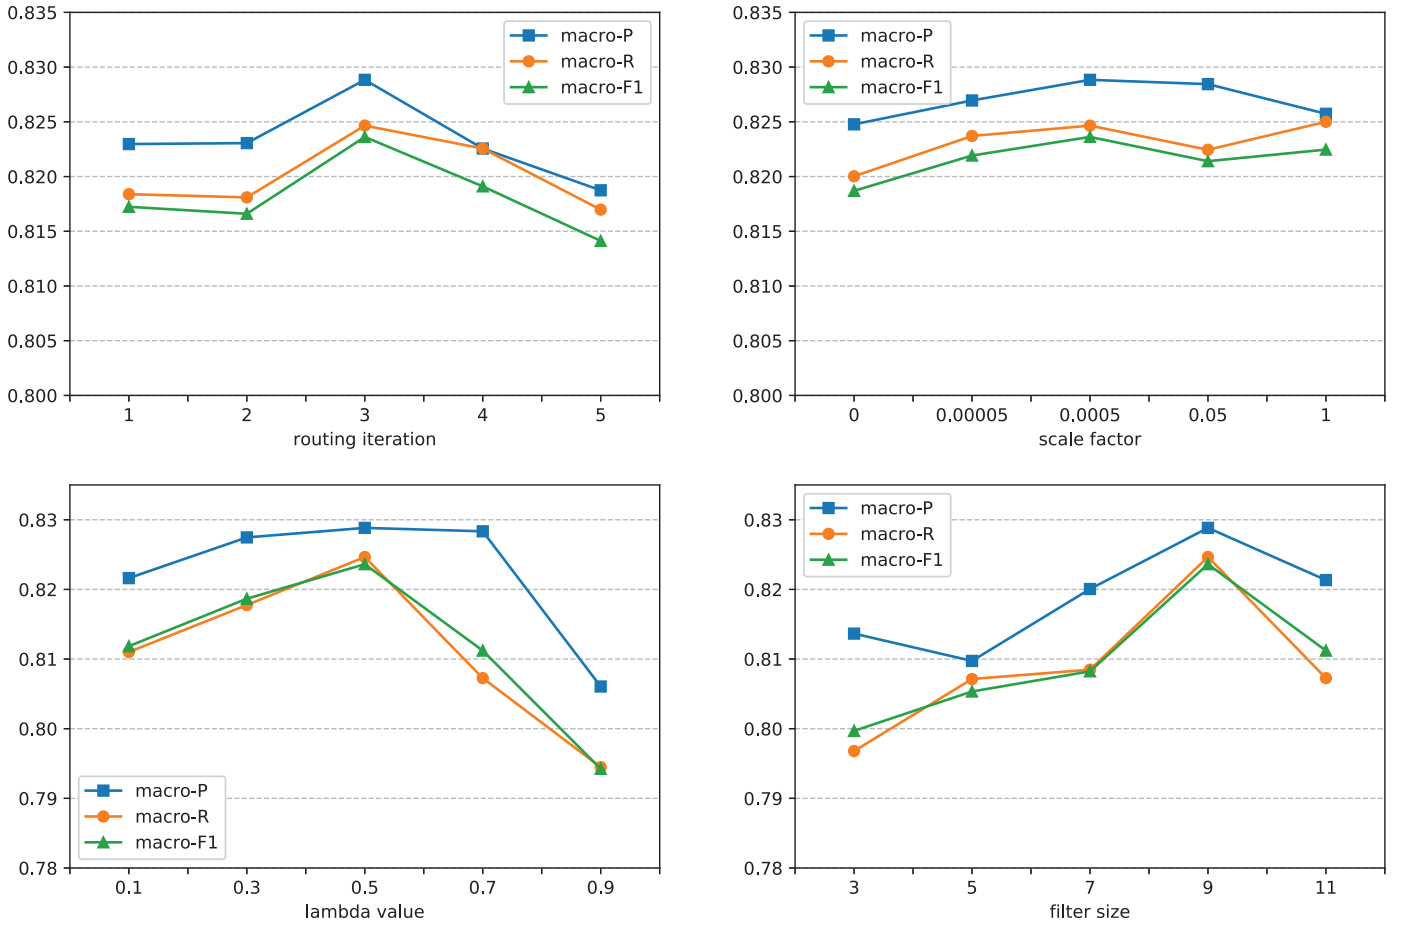 0.835
0.830
0.825
0.820
0.815
0.810
0.805
0.800
macro-P
macro-R
macro-F1
1 2 3 4 5
routing iteration
0.835
0.830
0.825
0.820
0.815
0.810
0.805
0.800
macro-P
macro-R
macro-F1
0 0.00005 0.0005 0.05 1
scale factor
0.83
0.82
0.81
0.80
0.79
0.78
macro-P
macro-R
macro-F1
0.1 0.3 0.5 0.7 0.9
lambda value
0.83
0.82
0.81
0.80
0.79
0.78
macro-P
macro-R
macro-F1
3 5 7 9 11
filter size